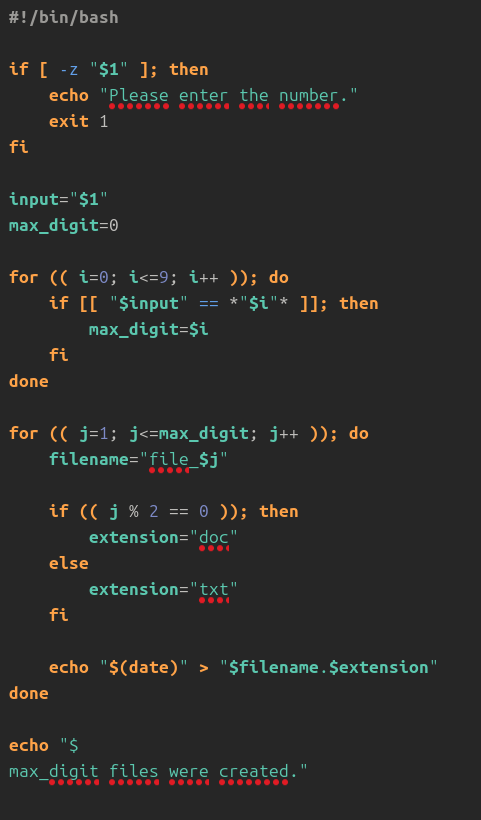 #!/bin/bash
if [ -z "$1" ]; then
echo "Please enter the number."
exit 1
fi
input="$1"
max_digit=0
for (( i=0; i<=9; i++ )); do
if [[ "$input" == *"$i"* ]]; then
max_digit=$i
fi
done
for (( j=1; j<=max_digit; j++ )); do
filename="file_$j"
if (( j % 2 == 0 )); then
extension="doc"
else
extension="txt"
fi
echo "$(date)" > "$filename.$extension"
done
echo "$
max_digit files were created."